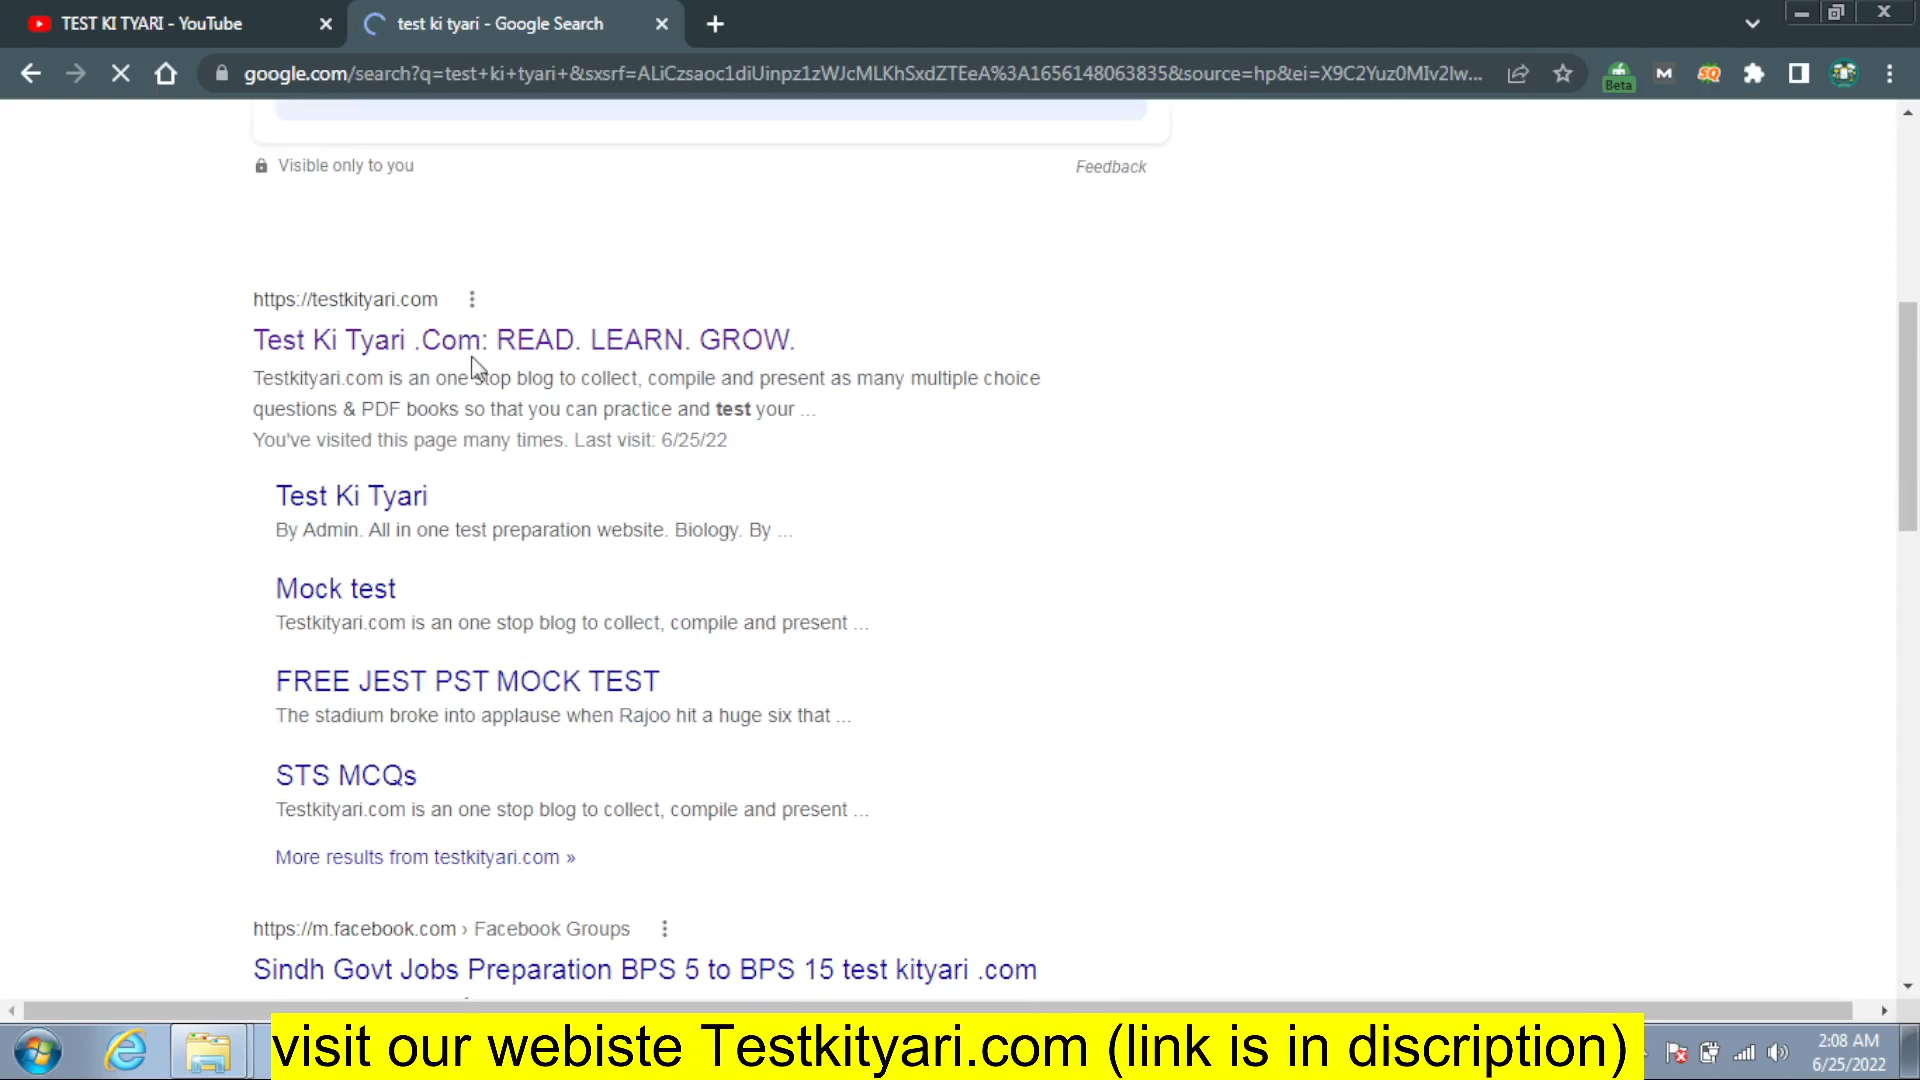 TEST KI TYARI - YouTube
test ki tyari - Google Search
google.com/search?q=test+ki+tyari+&sxsrf=ALiCzsaoc1diUinpz1zWJcMLKhSxdZTEeA%3A1656148063835&source=hp&ei=X9C2Yuz0MIv2lw...
Beta
M
SQ
Visible only to you
Feedback
https://testkityari.com
Test Ki Tyari .Com: READ. LEARN. GROW.
Testkityari.com is an one stop blog to collect, compile and present as many multiple choice
questions & PDF books so that you can practice and test your ...
You've visited this page many times. Last visit: 6/25/22
Test Ki Tyari
By Admin. All in one test preparation website. Biology. By ...
Mock test
Testkityari.com is an one stop blog to collect, compile and present ...
FREE JEST PST MOCK TEST
The stadium broke into applause when Rajoo hit a huge six that ...
STS MCQs
Testkityari.com is an one stop blog to collect, compile and present ...
More results from testkityari.com »
https://m.facebook.com › Facebook Groups
Sindh Govt Jobs Preparation BPS 5 to BPS 15 test kityari .com
visit our webiste Testkityari.com (link is in discription)
2:08 AM
6/25/2022